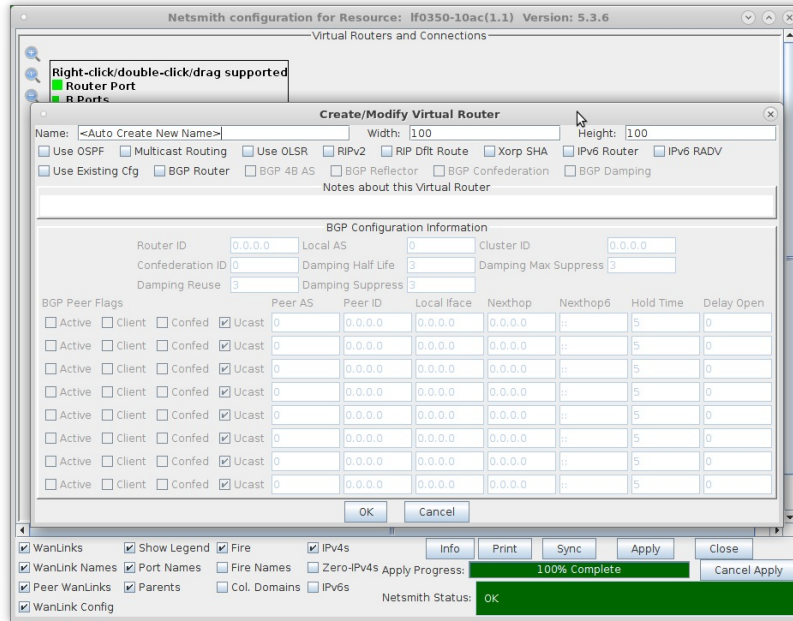 Netsmith configuration for Resource: lf0350-10ac(1.1) Version: 5.3.6
Virtual Routers and Connections
Right-click/double-click/drag supported
Router Port
B Ports
Create/Modify Virtual Router
Name: <Auto Create New Name> Width: 100 Height: 100
Use OSPF Multicast Routing Use OLSR RIPv2 RIP Dflt Route Xorp SHA IPv6 Router IPv6 RADV
Use Existing Cfg BGP Router BGP 4B AS BGP Reflector BGP Confederation BGP Damping
Notes about this Virtual Router
BGP Configuration Information
Router ID 0.0.0.0 Local AS 0 Cluster ID 0.0.0.0
Confederation ID 0 Damping Half Life 3 Damping Max Suppress 3
Damping Reuse 3 Damping Suppress 3
BGP Peer Flags Peer AS Peer ID Local Iface Nexthop Nexthop6 Hold Time Delay Open
Active Client Confed Ucast 0 0.0.0.0 0.0.0.0 0.0.0.0 :: 5 0
Active Client Confed Ucast 0 0.0.0.0 0.0.0.0 0.0.0.0 :: 5 0
Active Client Confed Ucast 0 0.0.0.0 0.0.0.0 0.0.0.0 :: 5 0
Active Client Confed Ucast 0 0.0.0.0 0.0.0.0 0.0.0.0 :: 5 0
Active Client Confed Ucast 0 0.0.0.0 0.0.0.0 0.0.0.0 :: 5 0
Active Client Confed Ucast 0 0.0.0.0 0.0.0.0 0.0.0.0 :: 5 0
Active Client Confed Ucast 0 0.0.0.0 0.0.0.0 0.0.0.0 :: 5 0
Active Client Confed Ucast 0 0.0.0.0 0.0.0.0 0.0.0.0 :: 5 0
OK Cancel
WanLinks Show Legend Fire IPv4s Info Print Sync Apply Close
WanLink Names Port Names Fire Names Zero-IPv4s Apply Progress: 100% Complete Cancel Apply
Peer WanLinks Parents Col. Domains IPv6s Netsmith Status: OK
WanLink Config